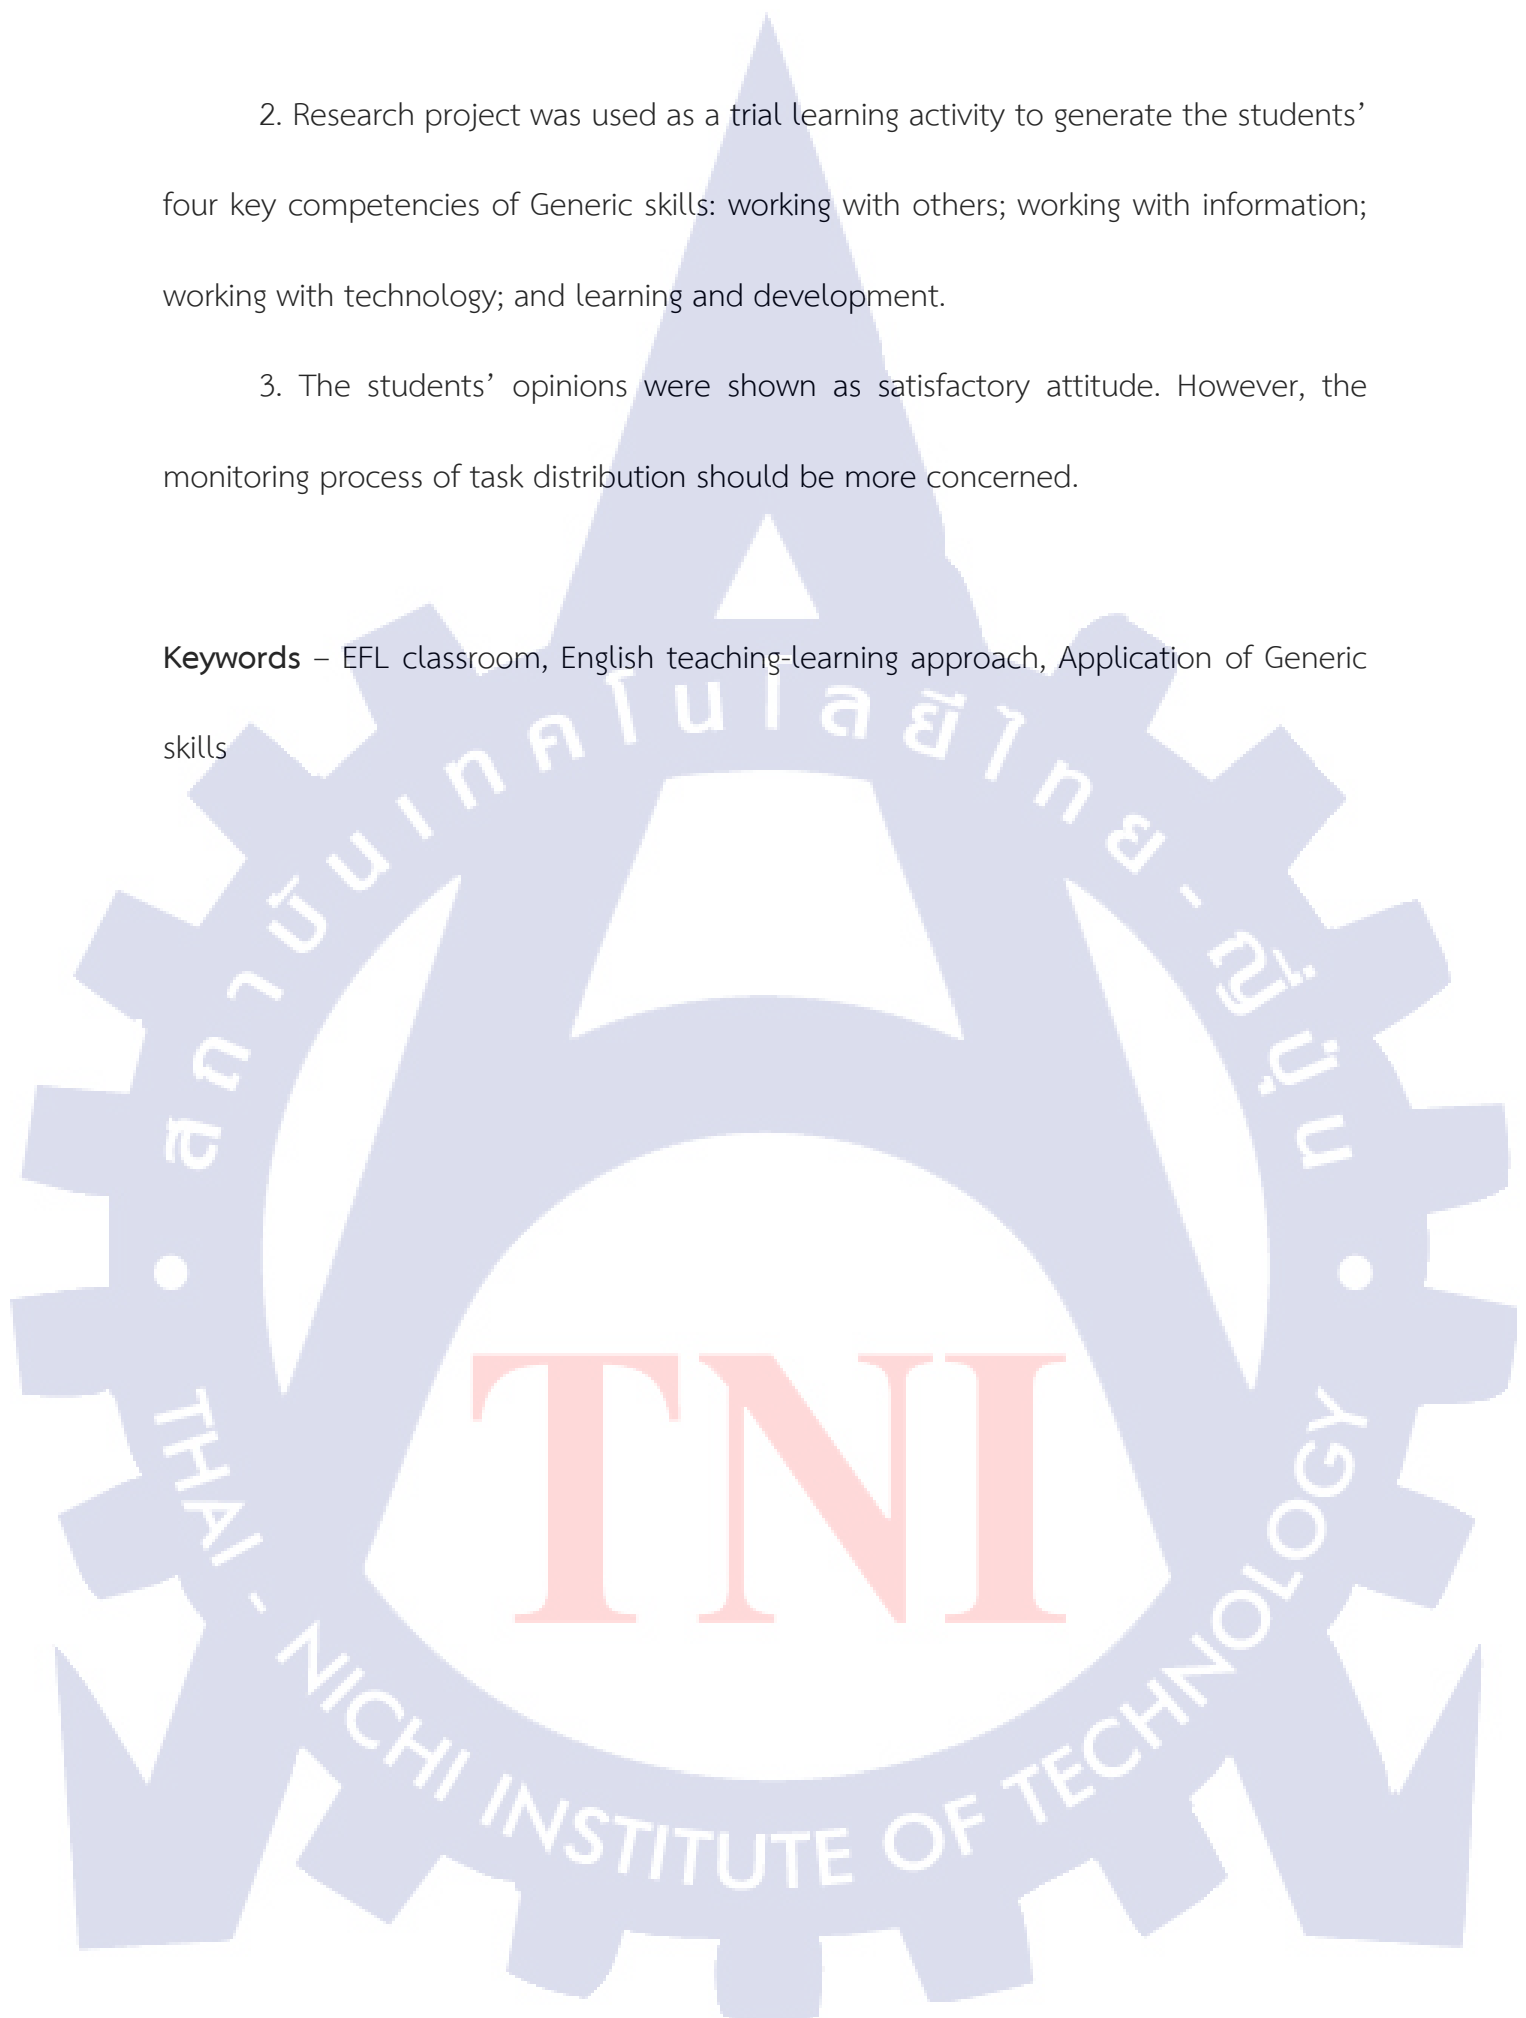 2. Research project was used as a trial learning activity to generate the students’
four key competencies of Generic skills: working with others; working with information;
working with technology; and learning and development.
3. The students’ opinions were shown as satisfactory attitude. However, the
monitoring process of task distribution should be more concerned.
Keywords – EFL classroom, English teaching-learning approach, Application of Generic
skills
สถาบันเทคโนโลยีไทย - ญี่ปุ่น
TNI
THAI - NICHI INSTITUTE OF TECHNOLOGY